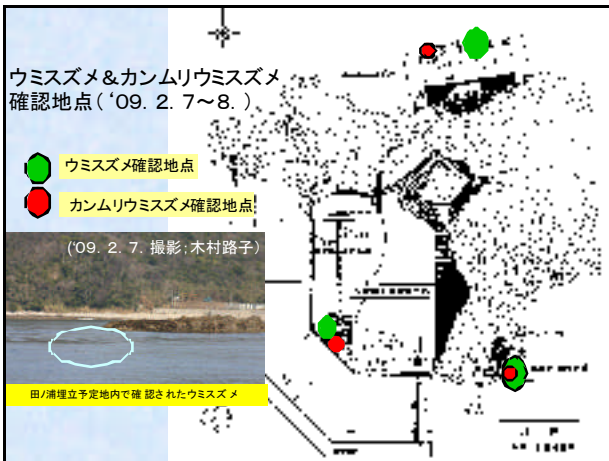 ウミスズメ&カンムリウミスズメ
確認地点(‘09. 2. 7~8. )
ウミスズメ確認地点
カンムリウミスズメ確認地点
(‘09. 2. 7. 撮影;木村路子)
田ノ浦埋立予定地内で確認されたウミスズメ